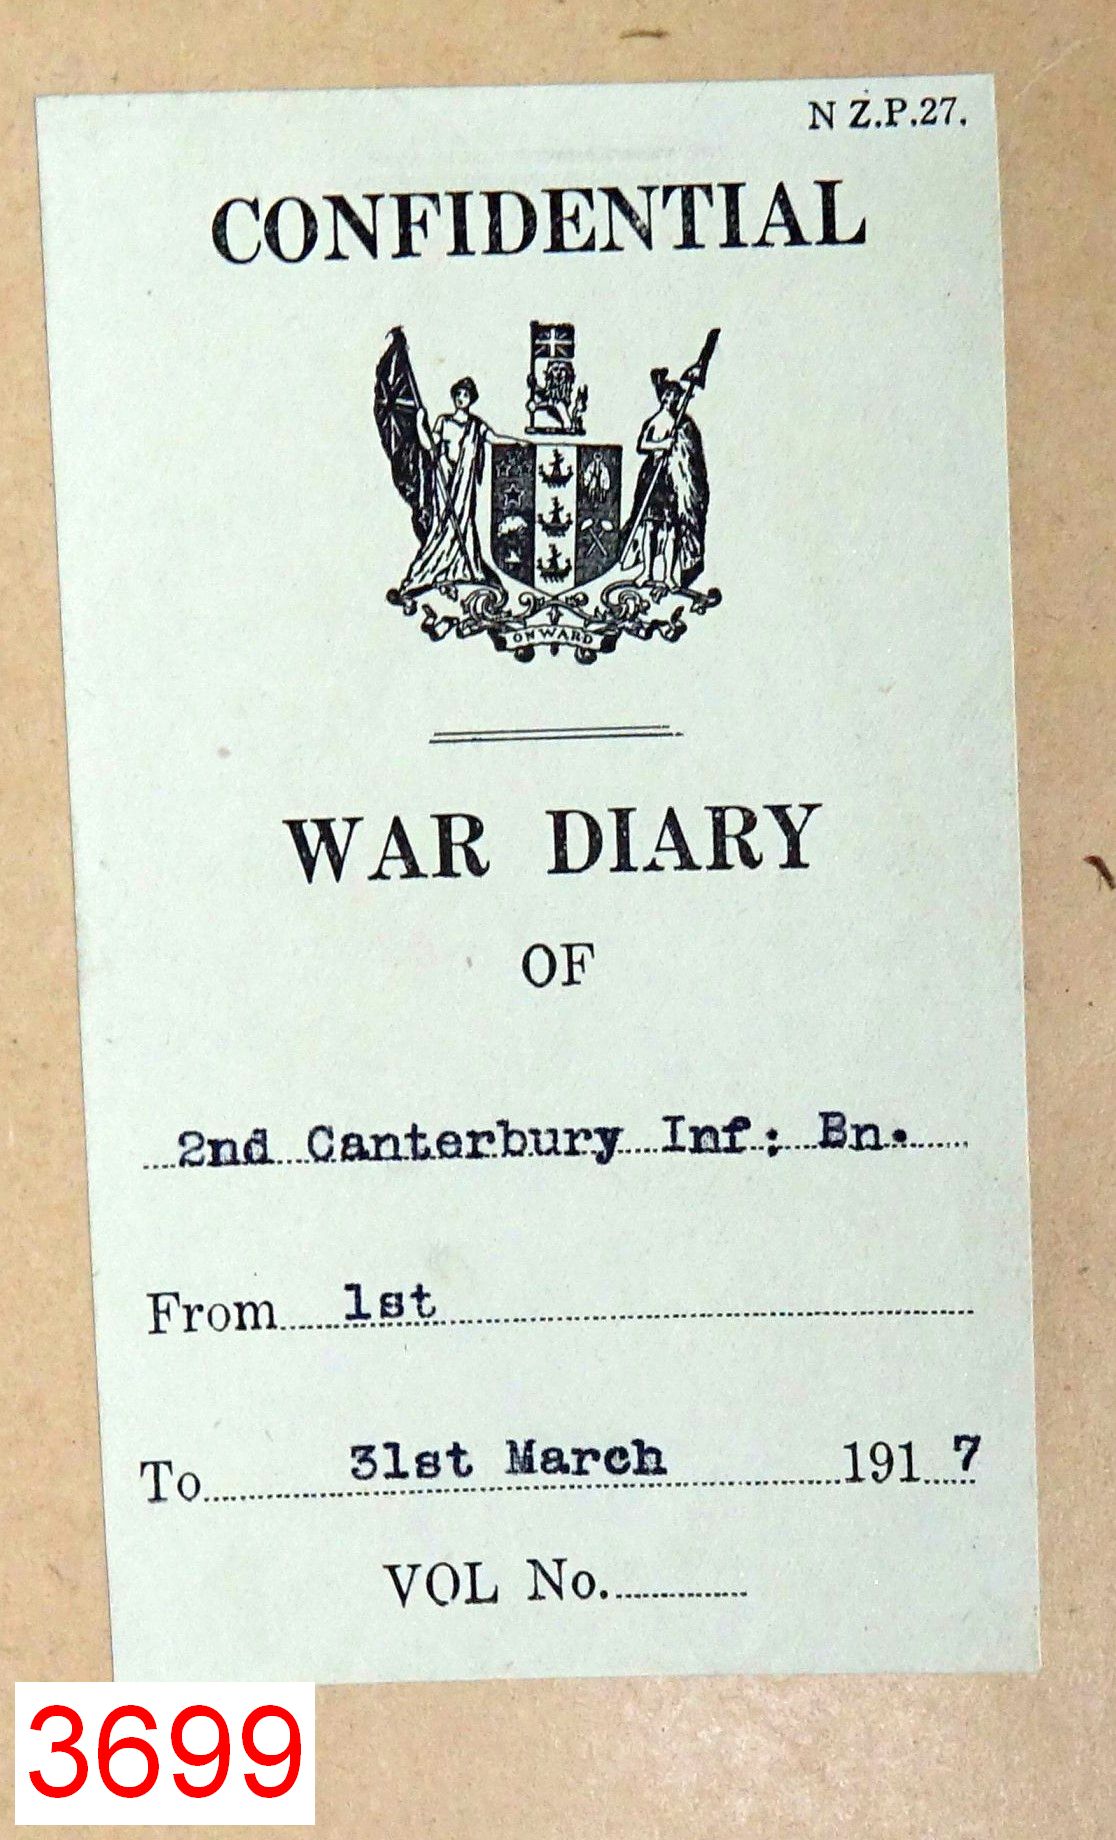 N Z.P.27.
CONFIDENTIAL
ONWARD
WAR DIARY
OF
2nd Canterbury Inf; Bn.
From 1st
To 31st March 1917
VOL No.
3699